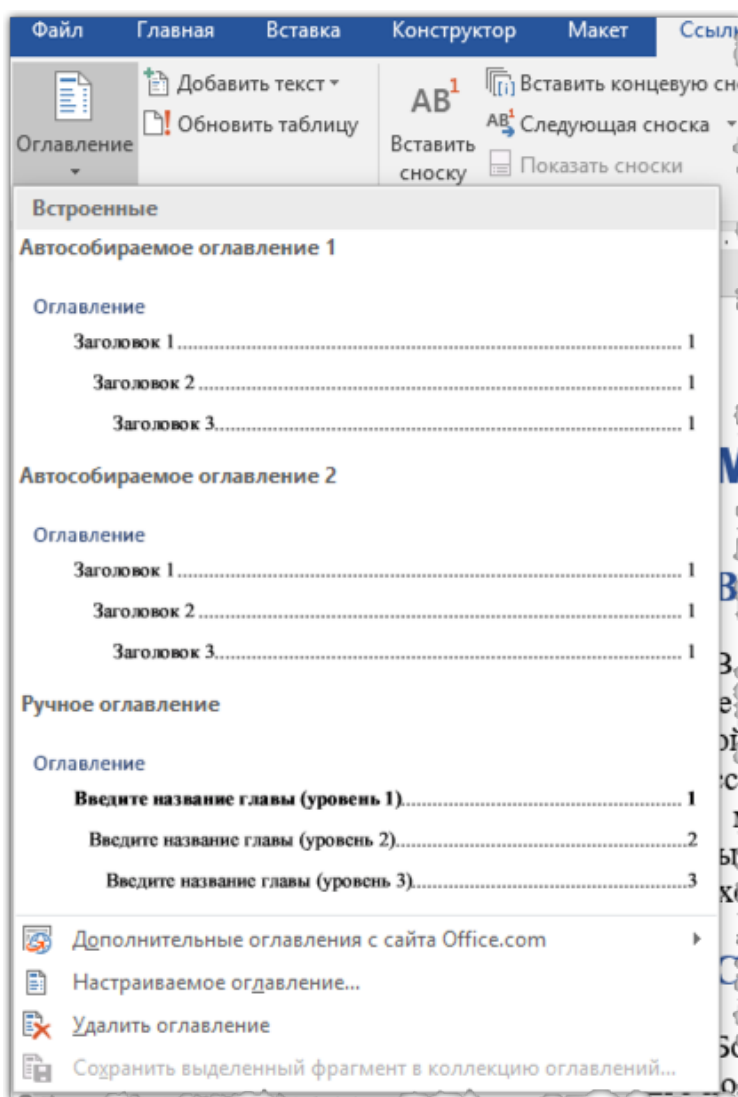 Файл Главная Вставка Конструктор Макет
Оглавление
Добавить текст
Обновить таблицу
AB1
Вставить сноску
Вставить концевую
AB1 Следующая сноска
Показать сноски
Встроенные
Автособираемое оглавление 1
Оглавление
Заголовок 1 1
Заголовок 2 1
Заголовок 3 1
Автособираемое оглавление 2
Оглавление
Заголовок 1 1
Заголовок 2 1
Заголовок 3 1
Ручное оглавление
Оглавление
Введите название главы (уровень 1) 1
Введите название главы (уровень 2) 2
Введите название главы (уровень 3) 3
Дополнительные оглавления с сайта Office.com
Настраиваемое оглавление...
Удалить оглавление
Сохранить выделенный фрагмент в коллекцию оглавлений...